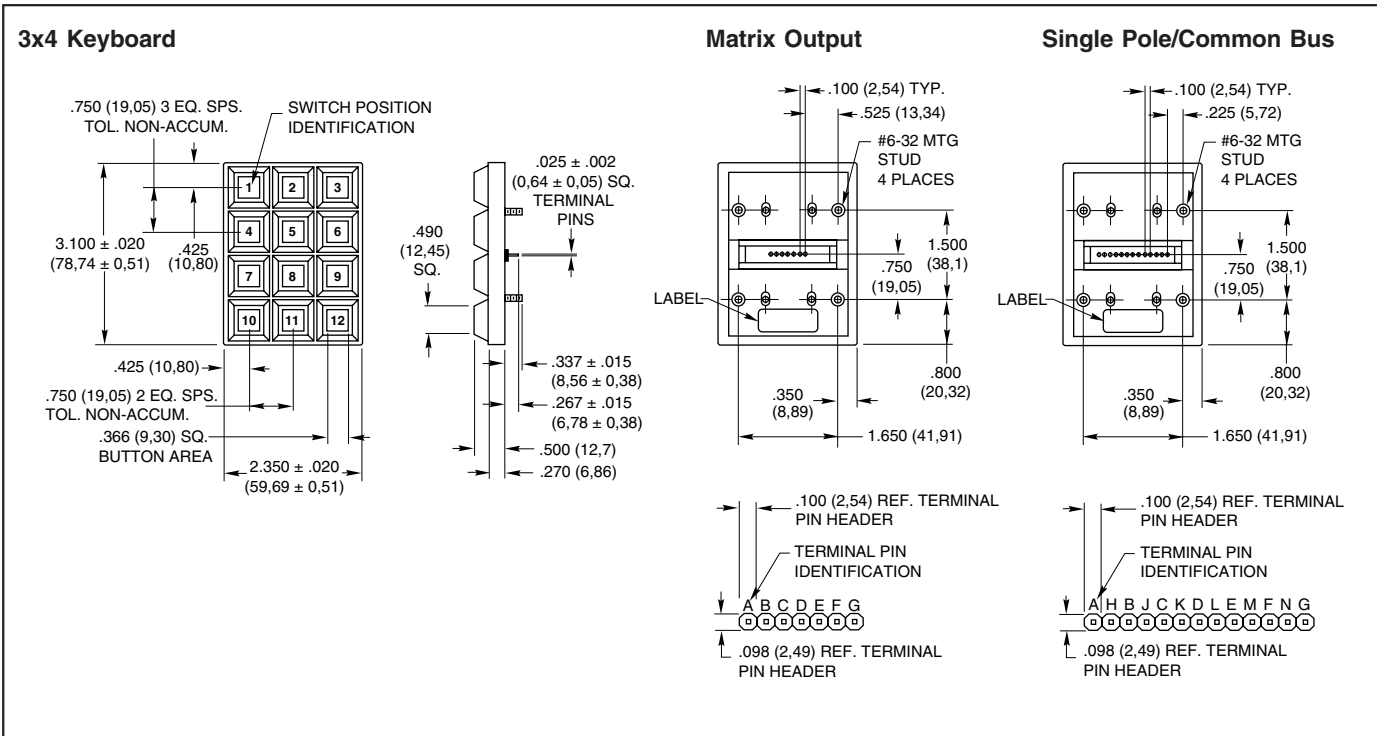 3x4 Keyboard
.750 (19,05) 3 EQ. SPS.
TOL. NON-ACCUM.
SWITCH POSITION
IDENTIFICATION
1 2 3
4 5 6
7 8 9
10 11 12
3.100 ± .020
(78,74 ± 0,51)
.425
(10,80)
.425 (10,80)
.750 (19,05) 2 EQ. SPS.
TOL. NON-ACCUM.
.366 (9,30) SQ.
BUTTON AREA
2.350 ± .020
(59,69 ± 0,51)
.025 ± .002
(0,64 ± 0,05) SQ.
TERMINAL
PINS
.490
(12,45)
SQ.
.337 ± .015
(8,56 ± 0,38)
.267 ± .015
(6,78 ± 0,38)
.500 (12,7)
.270 (6,86)
Matrix Output
.100 (2,54) TYP.
.525 (13,34)
#6-32 MTG
STUD
4 PLACES
1.500
(38,1)
.750
(19,05)
LABEL
.800
(20,32)
.350
(8,89)
1.650 (41,91)
.100 (2,54) REF. TERMINAL
PIN HEADER
TERMINAL PIN
IDENTIFICATION
A B C D E F G
.098 (2,49) REF. TERMINAL
PIN HEADER
Single Pole/Common Bus
.100 (2,54) TYP.
.225 (5,72)
#6-32 MTG
STUD
4 PLACES
1.500
(38,1)
.750
(19,05)
LABEL
.800
(20,32)
.350
(8,89)
1.650 (41,91)
.100 (2,54) REF. TERMINAL
PIN HEADER
TERMINAL PIN
IDENTIFICATION
A H B J C K D L E M F N G
.098 (2,49) REF. TERMINAL
PIN HEADER